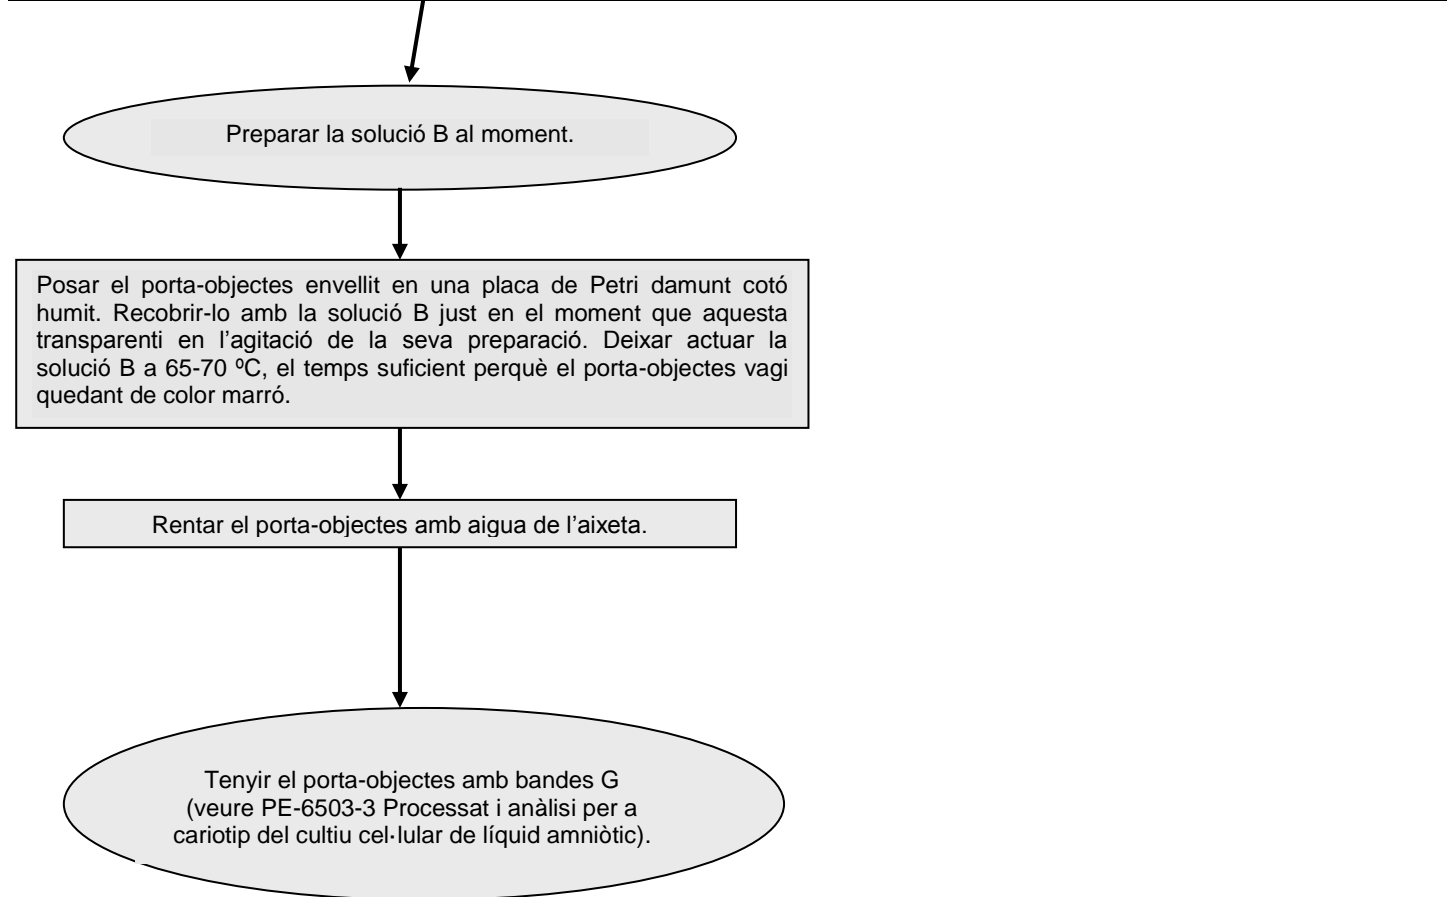 Preparar la solució B al moment.
Posar el porta-objectes envellit en una placa de Petri damunt cotó
humit. Recobrir-lo amb la solució B just en el moment que aquesta
transparenti en l’agitació de la seva preparació. Deixar actuar la
solució B a 65-70 ºC, el temps suficient perquè el porta-objectes vagi
quedant de color marró.
Rentar el porta-objectes amb aigua de l’aixeta.
Tenyir el porta-objectes amb bandes G
(veure PE-6503-3 Processat i anàlisi per a
cariotip del cultiu cel·lular de líquid amniòtic).